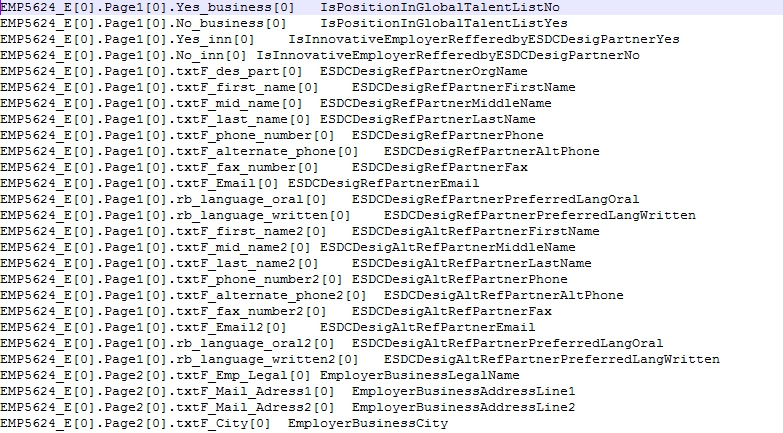 EMP5624_E[0].Page1[0].Yes_business[0] IsPositionInGlobalTalentListNo
EMP5624_E[0].Page1[0].No_business[0] IsPositionInGlobalTalentListYes
EMP5624_E[0].Page1[0].Yes_inn[0] IsInnovativeEmployerRefferedbyESDCDesigPartnerYes
EMP5624_E[0].Page1[0].No_inn[0] IsInnovativeEmployerRefferedbyESDCDesigPartnerNo
EMP5624_E[0].Page1[0].txtF_des_part[0] ESDCDesigRefPartnerOrgName
EMP5624_E[0].Page1[0].txtF_first_name[0] ESDCDesigRefPartnerFirstName
EMP5624_E[0].Page1[0].txtF_mid_name[0] ESDCDesigRefPartnerMiddleName
EMP5624_E[0].Page1[0].txtF_last_name[0] ESDCDesigRefPartnerLastName
EMP5624_E[0].Page1[0].txtF_phone_number[0] ESDCDesigRefPartnerPhone
EMP5624_E[0].Page1[0].txtF_alternate_phone[0] ESDCDesigRefPartnerAltPhone
EMP5624_E[0].Page1[0].txtF_fax_number[0] ESDCDesigRefPartnerFax
EMP5624_E[0].Page1[0].txtF_Email[0] ESDCDesigRefPartnerEmail
EMP5624_E[0].Page1[0].rb_language_oral[0] ESDCDesigRefPartnerPreferredLangOral
EMP5624_E[0].Page1[0].rb_language_written[0] ESDCDesigRefPartnerPreferredLangWritten
EMP5624_E[0].Page1[0].txtF_first_name2[0] ESDCDesigAltRefPartnerFirstName
EMP5624_E[0].Page1[0].txtF_mid_name2[0] ESDCDesigAltRefPartnerMiddleName
EMP5624_E[0].Page1[0].txtF_last_name2[0] ESDCDesigAltRefPartnerLastName
EMP5624_E[0].Page1[0].txtF_phone_number2[0] ESDCDesigAltRefPartnerPhone
EMP5624_E[0].Page1[0].txtF_alternate_phone2[0] ESDCDesigAltRefPartnerAltPhone
EMP5624_E[0].Page1[0].txtF_fax_number2[0] ESDCDesigAltRefPartnerFax
EMP5624_E[0].Page1[0].txtF_Email2[0] ESDCDesigAltRefPartnerEmail
EMP5624_E[0].Page1[0].rb_language_oral2[0] ESDCDesigAltRefPartnerPreferredLangOral
EMP5624_E[0].Page1[0].rb_language_written2[0] ESDCDesigAltRefPartnerPreferredLangWritten
EMP5624_E[0].Page2[0].txtF_Emp_Legal[0] EmployerBusinessLegalName
EMP5624_E[0].Page2[0].txtF_Mail_Adress1[0] EmployerBusinessAddressLine1
EMP5624_E[0].Page2[0].txtF_Mail_Adress2[0] EmployerBusinessAddressLine2
EMP5624_E[0].Page2[0].txtF_City[0] EmployerBusinessCity